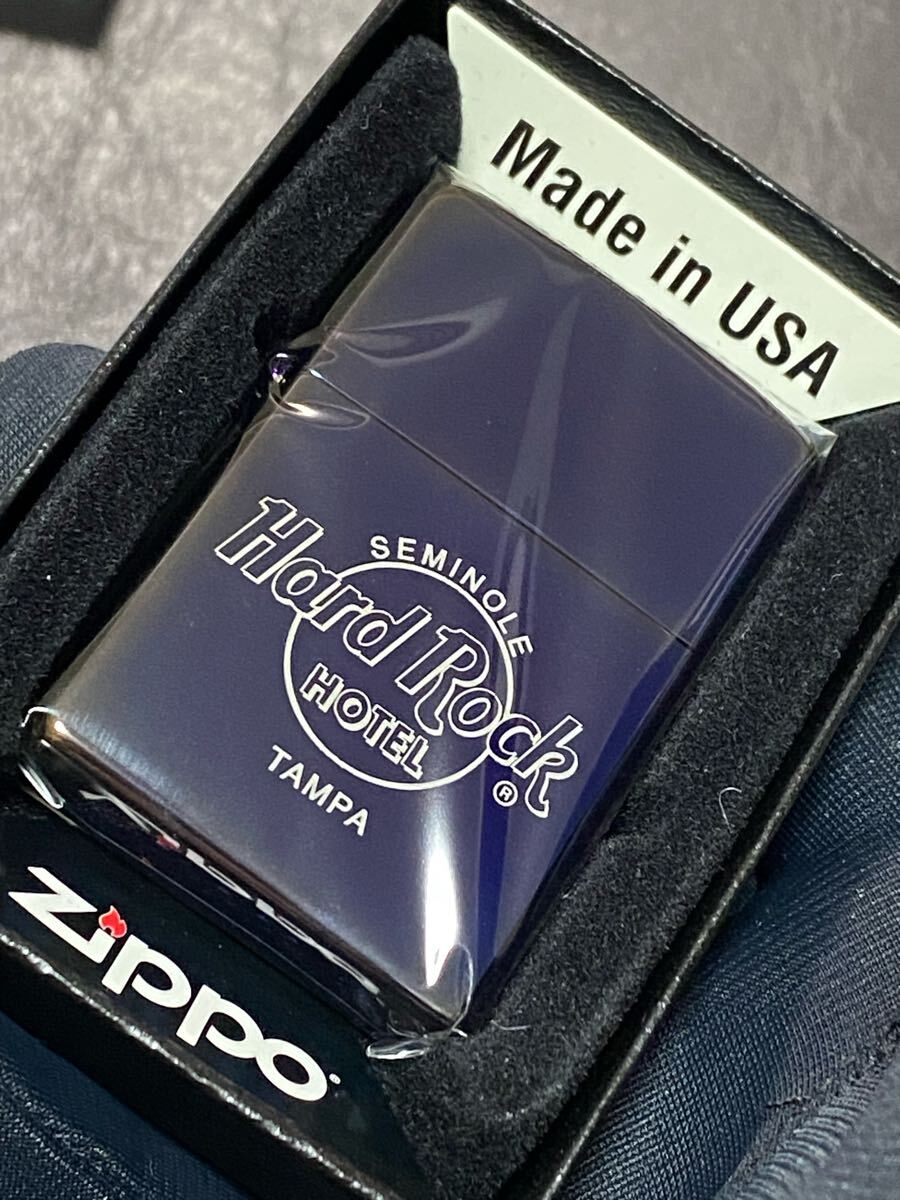 Made in USA
SEMINOLE
Hard Rock
HOTEL
®
TAMPA
zippo